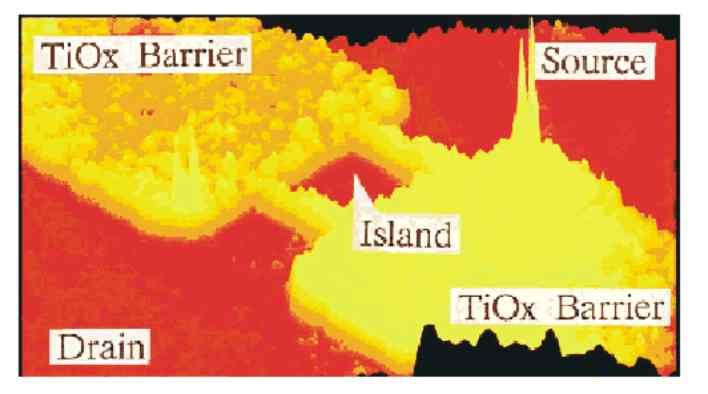 TiOx Barrier
Source
Island
TiOx Barrier
Drain